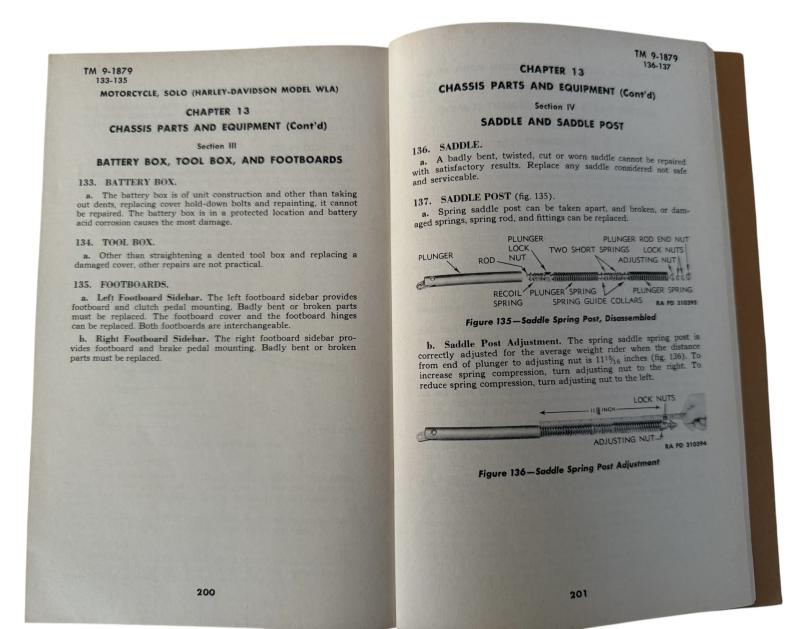 TM 9-1879
133-135
MOTORCYCLE, SOLO (HARLEY-DAVIDSON MODEL WLA)
CHAPTER 13
CHASSIS PARTS AND EQUIPMENT (Cont'd)
Section III
BATTERY BOX, TOOL BOX, AND FOOTBOARDS
133. BATTERY BOX.
a. The battery box is of unit construction and other than taking
out dents, replacing cover hold-down bolts and repainting, it cannot
be repaired. The battery box is in a protected location and battery
acid corrosion causes the most damage.
134. TOOL BOX.
a. Other than straightening a dented tool box and replacing a
damaged cover, other repairs are not practical.
135. FOOTBOARDS.
a. Left Footboard Sidebar. The left footboard sidebar provides
footboard and clutch pedal mounting. Badly bent or broken parts
must be replaced. The footboard cover and the footboard hinges
can be replaced. Both footboards are interchangeable.
b. Right Footboard Sidebar. The right footboard sidebar pro-
vides footboard and brake pedal mounting. Badly bent or broken
parts must be replaced.
200
TM 9-1879
136-137
CHAPTER 13
CHASSIS PARTS AND EQUIPMENT (Cont'd)
Section IV
SADDLE AND SADDLE POST
136. SADDLE.
a. A badly bent, twisted, cut or worn saddle cannot be repaired
with satisfactory results. Replace any saddle considered not safe
and serviceable.
137. SADDLE POST (fig. 135).
a. Spring saddle post can be taken apart, and broken, or dam-
aged springs, spring rod, and fittings can be replaced.
PLUNGER
ROD
PLUNGER
LOCK
NUT
TWO SHORT SPRINGS
PLUNGER ROD END NUT
LOCK NUTS
ADJUSTING NUT
RECOIL
SPRING
PLUNGER SPRING
SPRING GUIDE COLLARS
PLUNGER SPRING
RA PD 310395
Figure 135—Saddle Spring Post, Disassembled
b. Saddle Post Adjustment. The spring saddle spring post is
correctly adjusted for the average weight rider when the distance
from end of plunger to adjusting nut is inches (fig. 136). To
increase spring compression, turn adjusting nut to the right. To
reduce spring compression, turn adjusting nut to the left.
INCH
LOCK NUTS
ADJUSTING NUT
RA PD 310394
Figure 136—Saddle Spring Post Adjustment
201